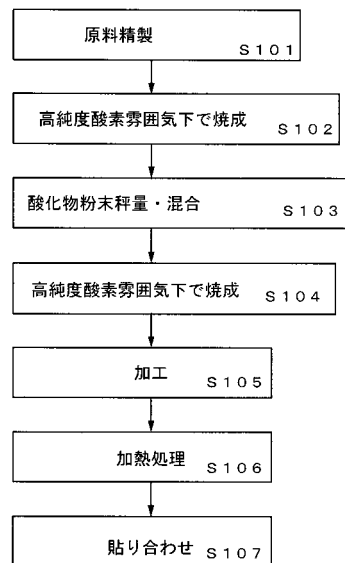 原料精製
S101
高純度酸素雰囲気下で焼成
S102
酸化物粉末秤量・混合
S103
高純度酸素雰囲気下で焼成
S104
加工
S105
加熱処理
S106
貼り合わせ
S107